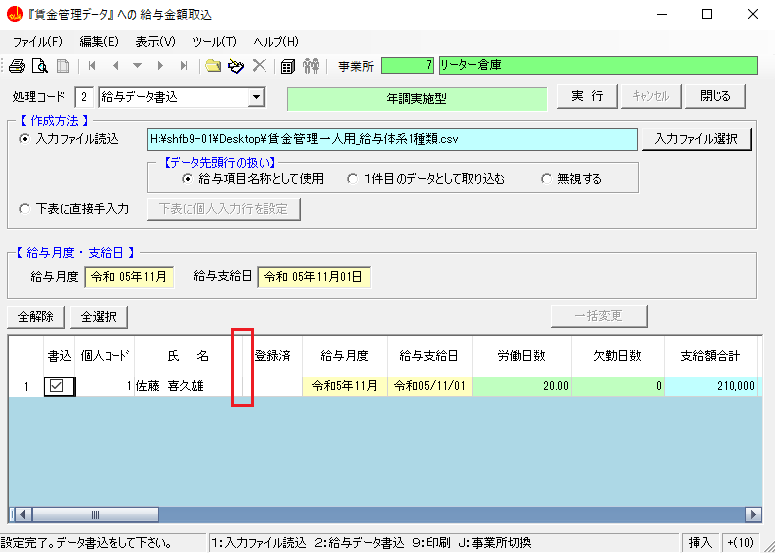 『賃金管理データ』 への 給与金額取込
ファイル(F) 編集(E) 表示(V) ツール(T) ヘルプ(H)
事業所 7 リーター倉庫
処理コード 2 給与データ書込 年調実施型 実 行 キャンセル 閉じる
【 作成方法 】
入力ファイル読込 H:¥shfb9-01¥Desktop¥賃金管理一人用_給与体系1種類.csv 入力ファイル選択
【データ先頭行の扱い】
給与項目名称として使用 1件目のデータとして取り込む 無視する
下表に直接手入力 下表に個人入力行を設定
【 給与月度・支給日 】
給与月度 令和 05年11月 給与支給日 令和 05年11月01日
全解除 全選択 一括変更
書込 個人コード 氏 名 登録済 給与月度 給与支給日 労働日数 欠勤日数 支給額合計
1 1 佐藤 喜久雄 令和5年11月 令和05/11/01 20.00 0 210,000
設定完了。データ書込をして下さい。 1:入力ファイル読込 2:給与データ書込 9:印刷 J:事業所切換 挿入 +(10)